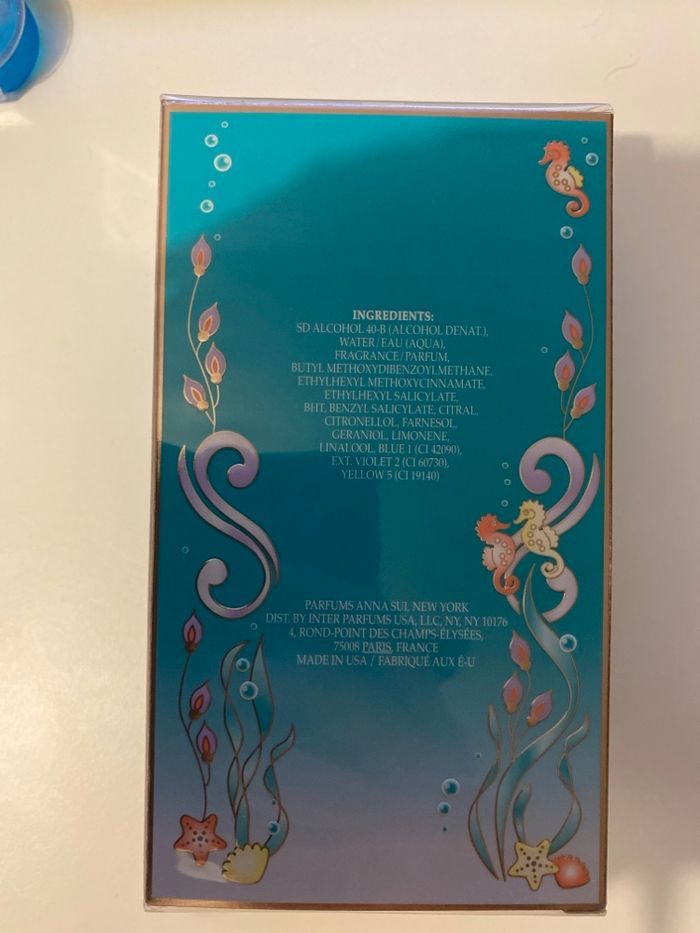 INGREDIENTS:
SD ALCOHOL 40-B (ALCOHOL DENAT.),
WATER/EAU (AQUA),
FRAGRANCE/PARFUM,
BUTYL METHOXYDIBENZOYLMETHANE,
ETHYLHEXYL METHOXYCINNAMATE,
ETHYLHEXYL SALICYLATE,
BHT, BENZYL SALICYLATE, CITRAL,
CITRONELLOL, FARNESOL,
GERANIOL, LIMONENE,
LINALOOL, BLUE 1 (CI 42090),
EXT. VIOLET 2 (CI 60730),
YELLOW 5 (CI 19140)
PARFUMS ANNA SUI, NEW YORK
DIST. BY INTER PARFUMS USA, LLC, NY, NY 10176
4, ROND-POINT DES CHAMPS-ÉLYSÉES,
75008 PARIS, FRANCE
MADE IN USA / FABRIQUÉ AUX É-U